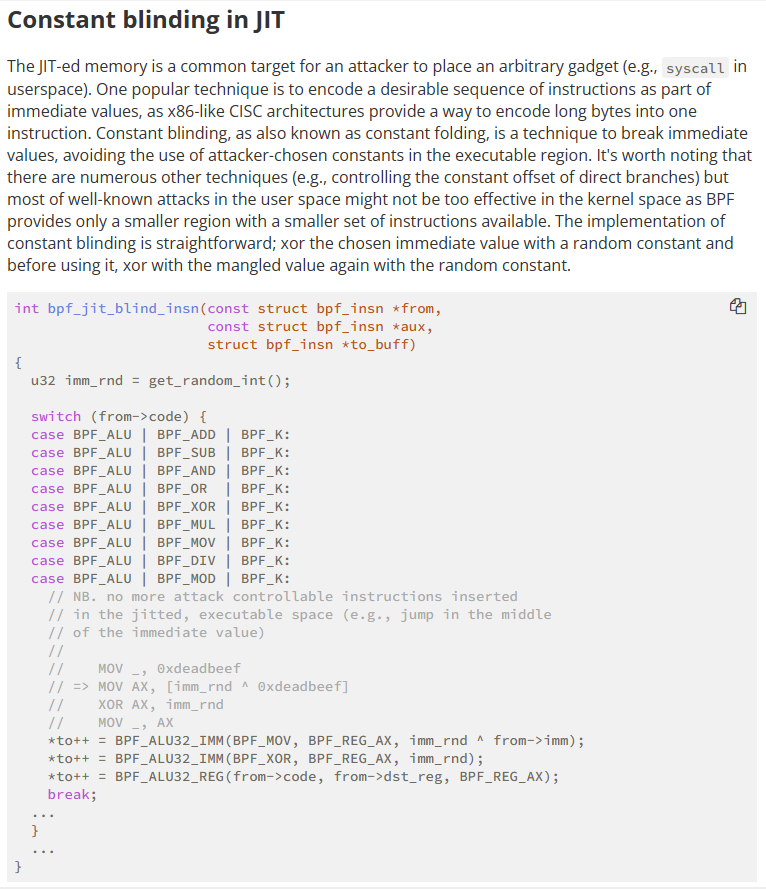 Constant blinding in JIT
The JIT-ed memory is a common target for an attacker to place an arbitrary gadget (e.g., syscall in
userspace). One popular technique is to encode a desirable sequence of instructions as part of
immediate values, as x86-like CISC architectures provide a way to encode long bytes into one
instruction. Constant blinding, as also known as constant folding, is a technique to break immediate
values, avoiding the use of attacker-chosen constants in the executable region. It's worth noting that
there are numerous other techniques (e.g., controlling the constant offset of direct branches) but
most of well-known attacks in the user space might not be too effective in the kernel space as BPF
provides only a smaller region with a smaller set of instructions available. The implementation of
constant blinding is straightforward; xor the chosen immediate value with a random constant and
before using it, xor with the mangled value again with the random constant.
int bpf_jit_blind_insn(const struct bpf_insn *from,
                       const struct bpf_insn *aux,
                       struct bpf_insn *to_buff)
{
  u32 imm_rnd = get_random_int();

  switch (from->code) {
  case BPF_ALU | BPF_ADD | BPF_K:
  case BPF_ALU | BPF_SUB | BPF_K:
  case BPF_ALU | BPF_AND | BPF_K:
  case BPF_ALU | BPF_OR  | BPF_K:
  case BPF_ALU | BPF_XOR | BPF_K:
  case BPF_ALU | BPF_MUL | BPF_K:
  case BPF_ALU | BPF_MOV | BPF_K:
  case BPF_ALU | BPF_DIV | BPF_K:
  case BPF_ALU | BPF_MOD | BPF_K:
    // NB. no more attack controllable instructions inserted
    // in the jitted, executable space (e.g., jump in the middle
    // of the immediate value)
    //
    //    MOV _, 0xdeadbeef
    // => MOV AX, [imm_rnd ^ 0xdeadbeef]
    //    XOR AX, imm_rnd
    //    MOV _, AX
    *to++ = BPF_ALU32_IMM(BPF_MOV, BPF_REG_AX, imm_rnd ^ from->imm);
    *to++ = BPF_ALU32_IMM(BPF_XOR, BPF_REG_AX, imm_rnd);
    *to++ = BPF_ALU32_REG(from->code, from->dst_reg, BPF_REG_AX);
    break;
  ...
  }
  ...
}